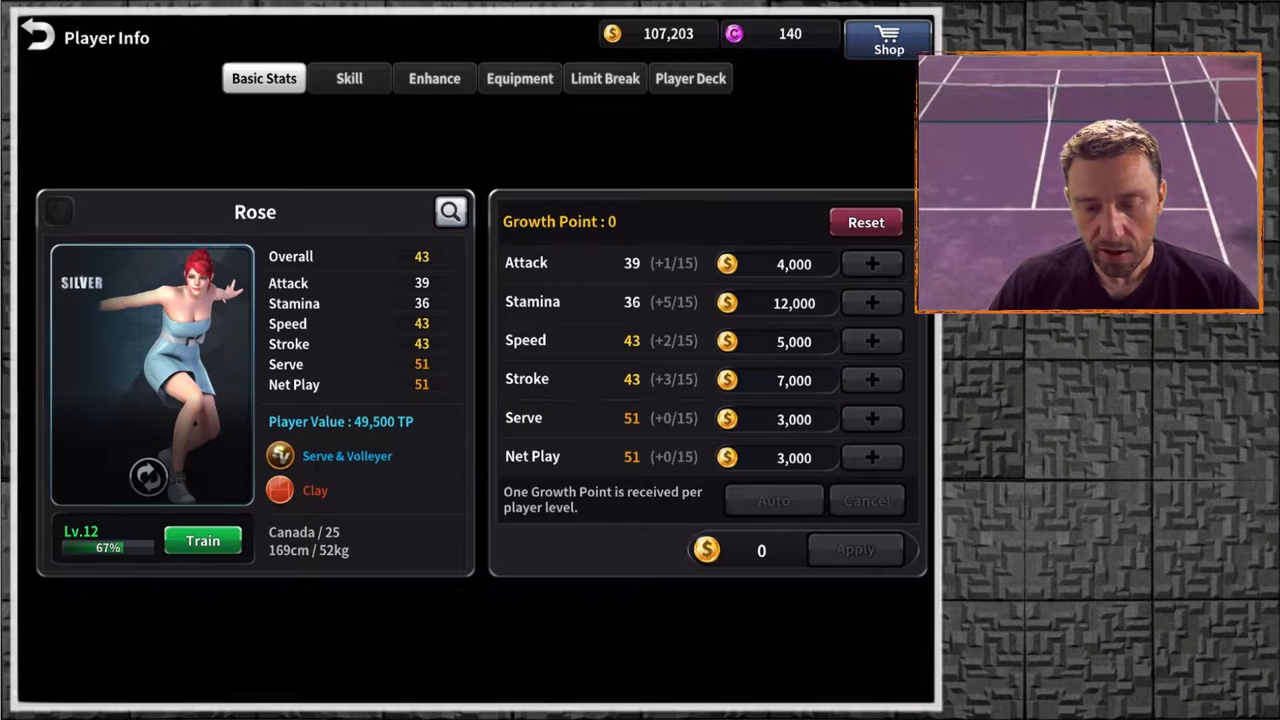 Player Info
107,203
140
Shop
Basic Stats
Skill
Enhance
Equipment
Limit Break
Player Deck
Rose
SILVER
Overall 43
Attack 39
Stamina 36
Speed 43
Stroke 43
Serve 51
Net Play 51
Player Value : 49,500 TP
Serve & Volleyer
Clay
Lv.12
67%
Train
Canada / 25
169cm / 52kg
Growth Point : 0
Reset
Attack 39 (+1/15) 4,000 +
Stamina 36 (+5/15) 12,000 +
Speed 43 (+2/15) 5,000 +
Stroke 43 (+3/15) 7,000 +
Serve 51 (+0/15) 3,000 +
Net Play 51 (+0/15) 3,000 +
One Growth Point is received per
player level.
Auto
Cancel
0
Apply